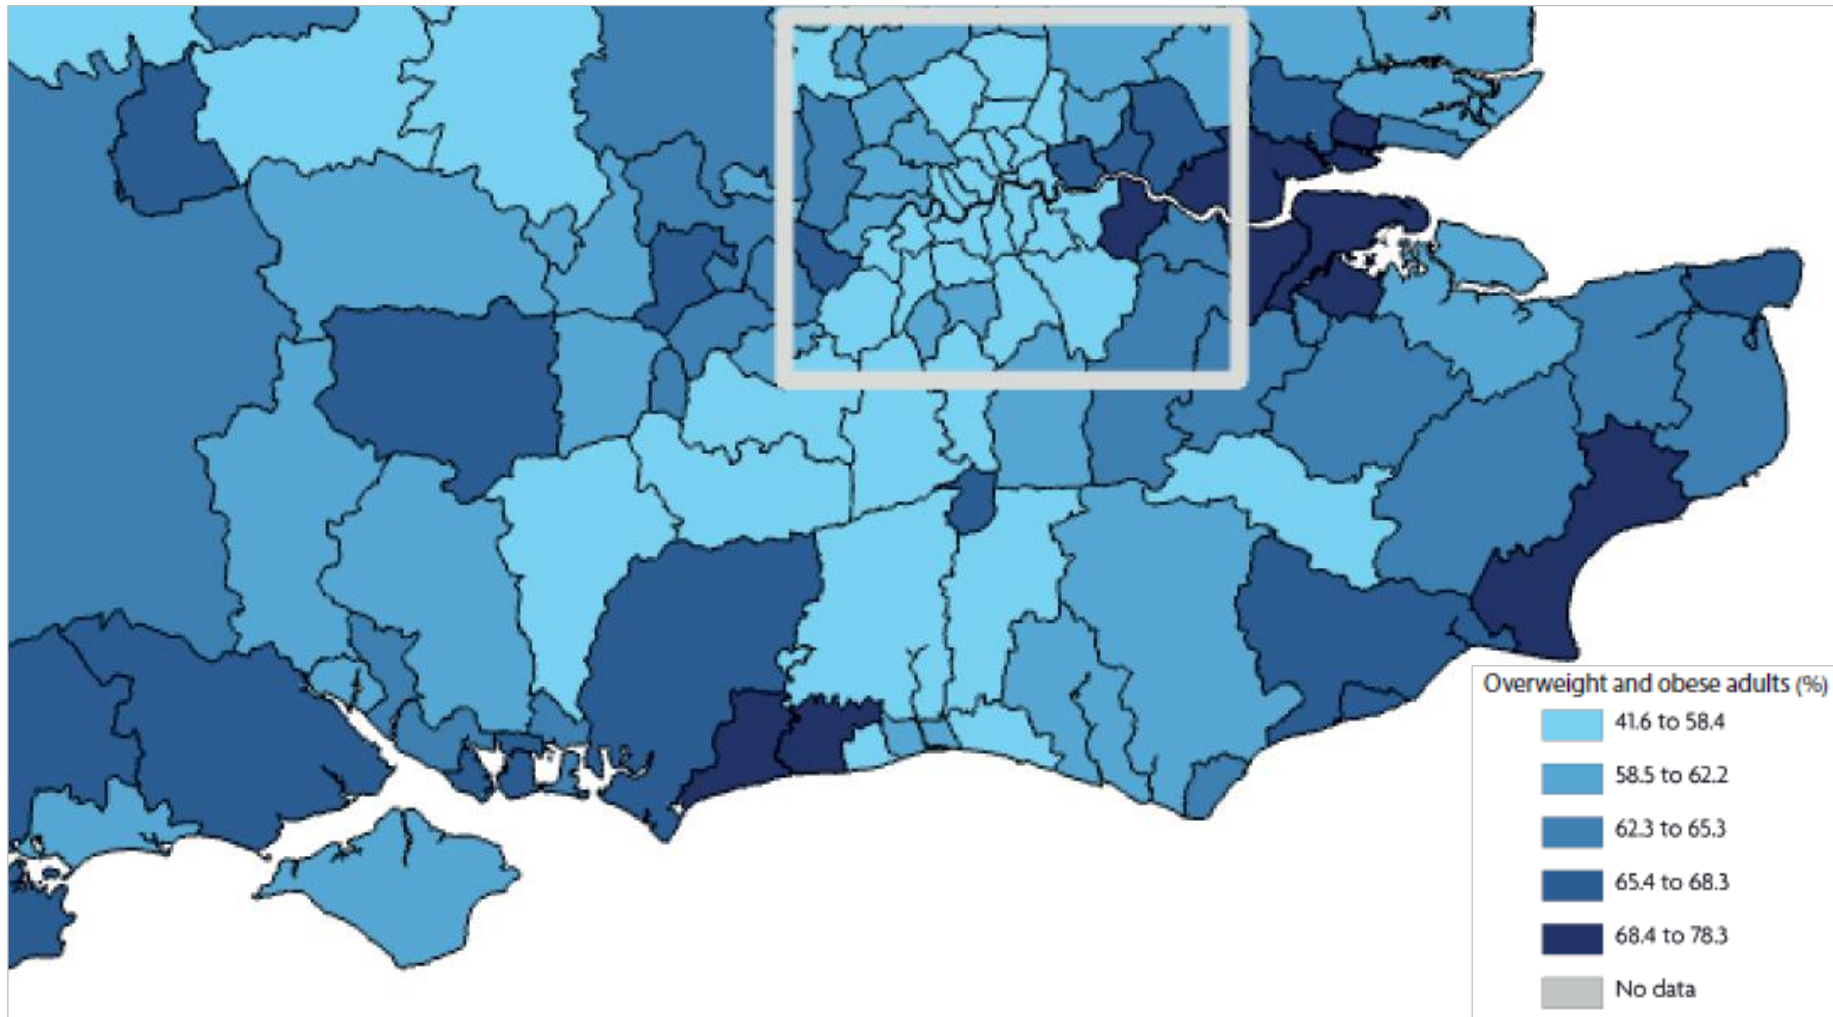 Overweight and obese adults (%)
41.6 to 58.4
58.5 to 62.2
62.3 to 65.3
65.4 to 68.3
68.4 to 78.3
No data